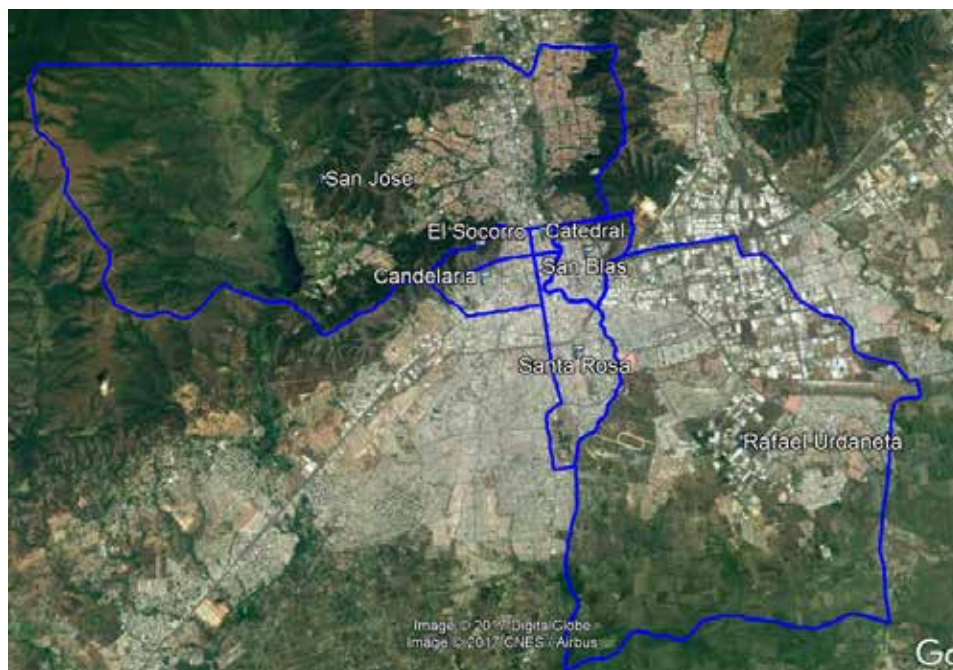 San Jose
El Socorro
Catedral
Candelaria
San Blas
Santa Rosa
Rafael Urdaneta
Image © 2017 DigitalGlobe
Image © 2017 CNES / Airbus
Go